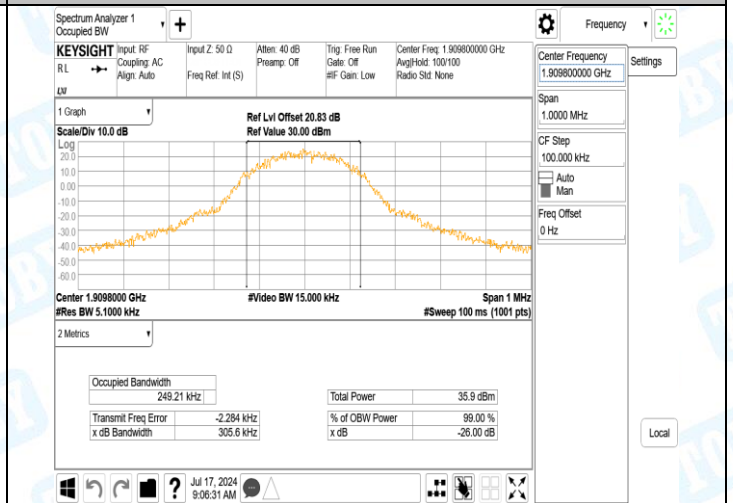 Spectrum Analyzer 1
Occupied BW
Frequency
KEYSIGHT
RL
Input: RF
Coupling: AC
Align: Auto
Input Z: 50 Ω
Freq Ref: Int (S)
Atten: 40 dB
Preamp: Off
Trig: Free Run
Gate: Off
#IF Gain: Low
Center Freq: 1.909800000 GHz
Avg|Hold: 100/100
Radio Std: None
Center Frequency
1.909800000 GHz
Settings
Span
1.0000 MHz
CF Step
100.000 kHz
Auto
Man
Freq Offset
0 Hz
1 Graph
Scale/Div 10.0 dB
Ref Lvl Offset 20.83 dB
Ref Value 30.00 dBm
Log
20.0
10.0
0.00
-10.0
-20.0
-30.0
-40.0
-50.0
-60.0
Center 1.9098000 GHz
#Res BW 5.1000 kHz
#Video BW 15.000 kHz
Span 1 MHz
#Sweep 100 ms (1001 pts)
2 Metrics
Occupied Bandwidth
249.21 kHz
Total Power 35.9 dBm
Transmit Freq Error -2.284 kHz
% of OBW Power 99.00 %
x dB Bandwidth 305.6 kHz
x dB -26.00 dB
Local
Jul 17, 2024
9:06:31 AM